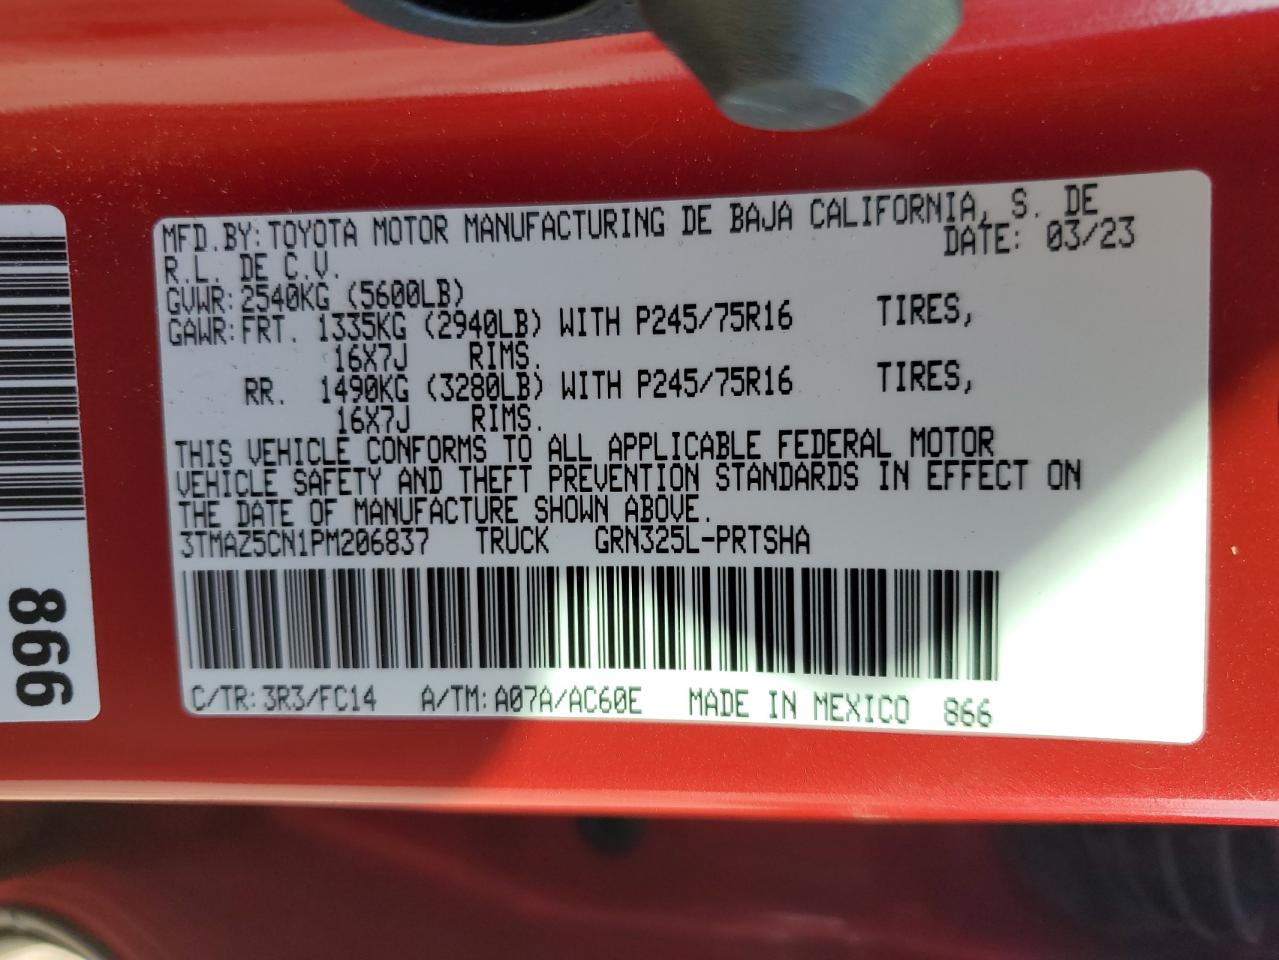 MFD.BY:TOYOTA MOTOR MANUFACTURING DE BAJA CALIFORNIA, S. DE
R.L. DE C.V. DATE: 03/23
GVWR:2540KG (5600LB)
GAWR:FRT. 1335KG (2940LB) WITH P245/75R16 TIRES,
16X7J RIMS.
RR. 1490KG (3280LB) WITH P245/75R16 TIRES,
16X7J RIMS.
THIS VEHICLE CONFORMS TO ALL APPLICABLE FEDERAL MOTOR
VEHICLE SAFETY AND THEFT PREVENTION STANDARDS IN EFFECT ON
THE DATE OF MANUFACTURE SHOWN ABOVE.
3TMAZ5CN1PM206837 TRUCK GRN325L-PRTSHA
C/TR:3R3/FC14 A/TM:A07A/AC60E MADE IN MEXICO 866
866